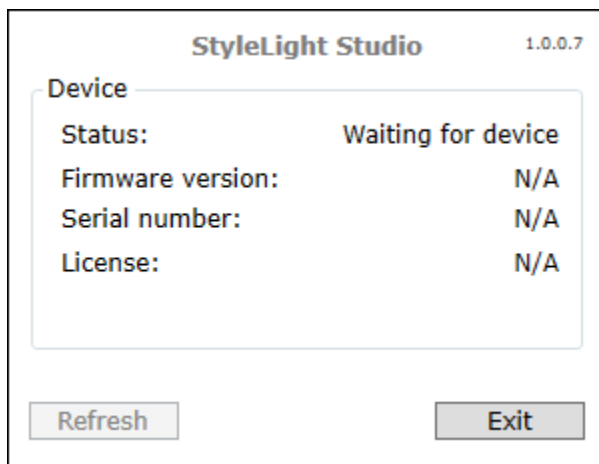 StyleLight Studio 1.0.0.7
Device
Status: Waiting for device
Firmware version: N/A
Serial number: N/A
License: N/A
Refresh Exit